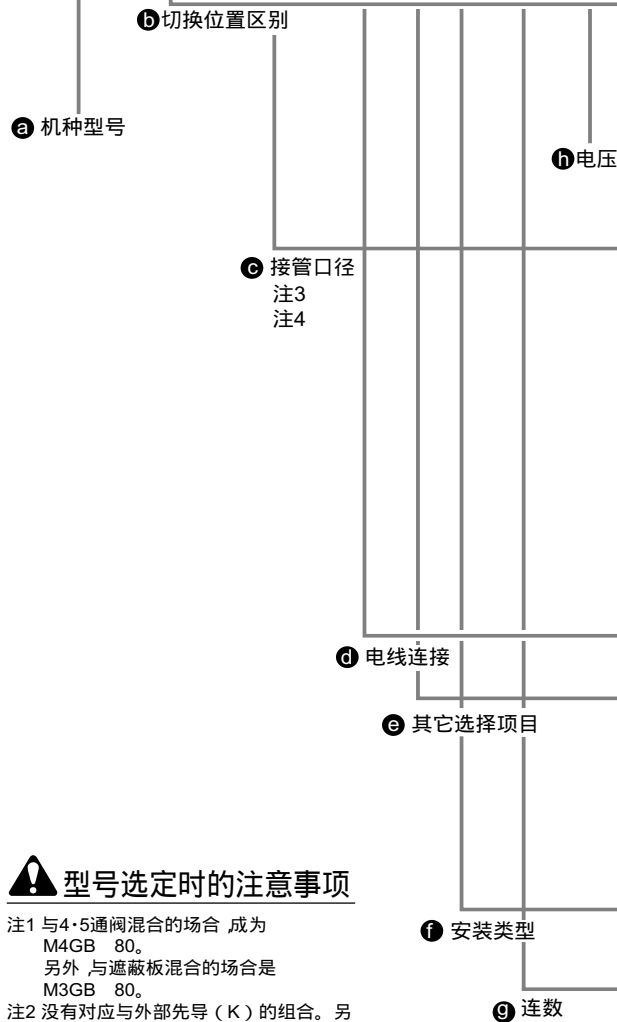 b切换位置区别
a 机种型号
h电压
c 接管口径
注3
注4
d 电线连接
e 其它选择项目
型号选定时的注意事项
注1 与4·5通阀混合的场合,成为
M4GB 80。
另外,与遮蔽板混合的场合是
M3GB 80。
注2 没有对应与外部先导(K)的组合。另
f 安装类型
g 连数